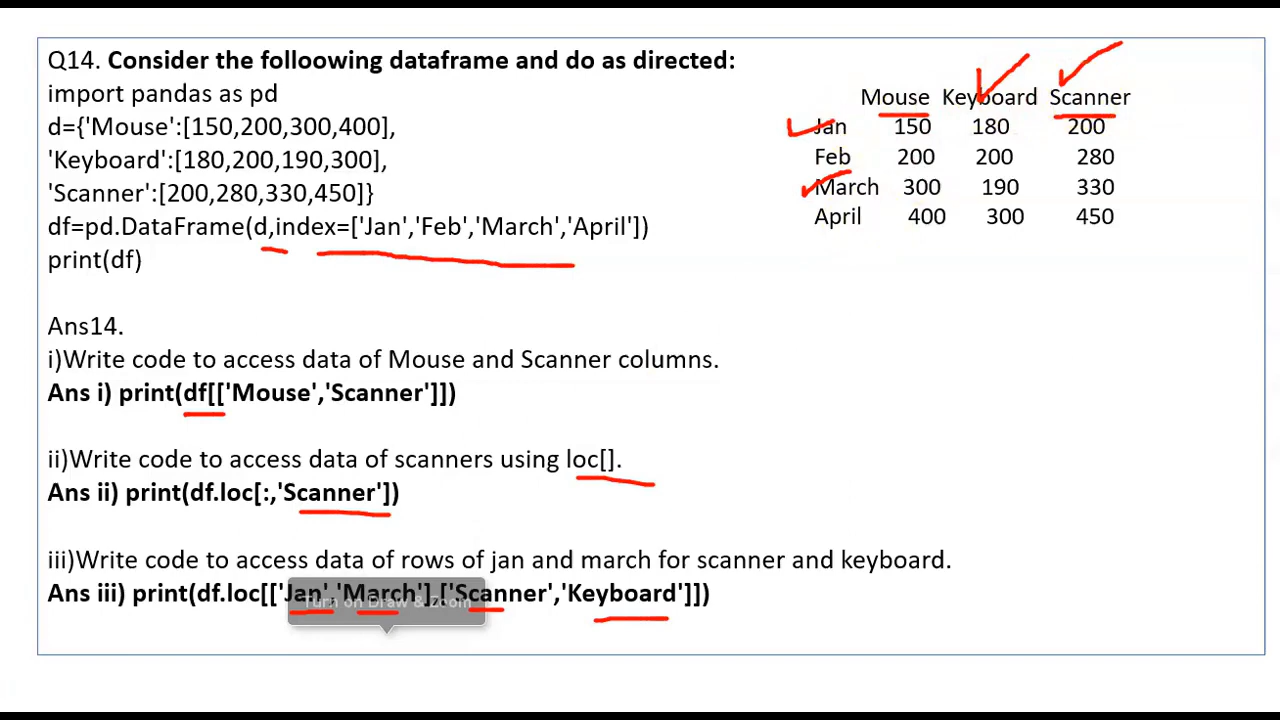 Q14. Consider the folloowing dataframe and do as directed:
import pandas as pd
d={'Mouse':[150,200,300,400],
'Keyboard':[180,200,190,300],
'Scanner':[200,280,330,450]}
df=pd.DataFrame(d,index=['Jan','Feb','March','April'])
print(df)
Mouse Keyboard Scanner
Jan 150 180 200
Feb 200 200 280
March 300 190 330
April 400 300 450
Ans14.
i)Write code to access data of Mouse and Scanner columns.
Ans i) print(df[['Mouse','Scanner']])
ii)Write code to access data of scanners using loc[].
Ans ii) print(df.loc[:,'Scanner'])
iii)Write code to access data of rows of jan and march for scanner and keyboard.
Ans iii) print(df.loc[['Jan','March'],['Scanner','Keyboard']])
Turn on Draw & Zoom